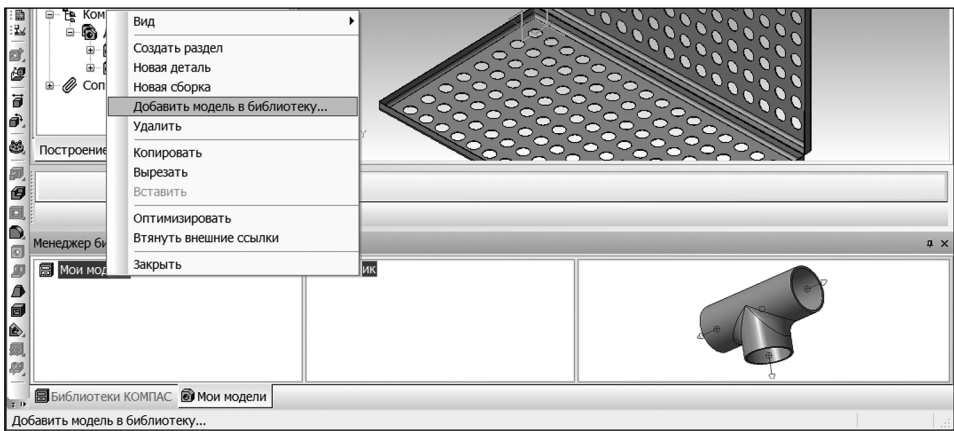 Ком
Вид
Создать раздел
Новая деталь
Новая сборка
Соп
Добавить модель в библиотеку...
Удалить
Построение
Копировать
Вырезать
Вставить
Оптимизировать
Втянуть внешние ссылки
Менеджер би
Закрыть
Мои мод
ик
Библиотеки КОМПАС
Мои модели
Добавить модель в библиотеку...